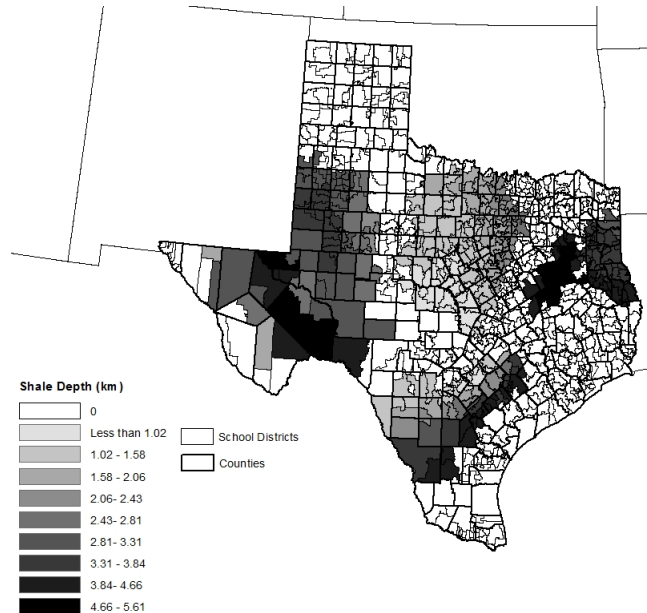 Shale Depth (km)
0
Less than 1.02
1.02 - 1.58
1.58 - 2.06
2.06- 2.43
2.43- 2.81
2.81- 3.31
3.31 - 3.84
3.84- 4.66
4.66 - 5.61
School Districts
Counties